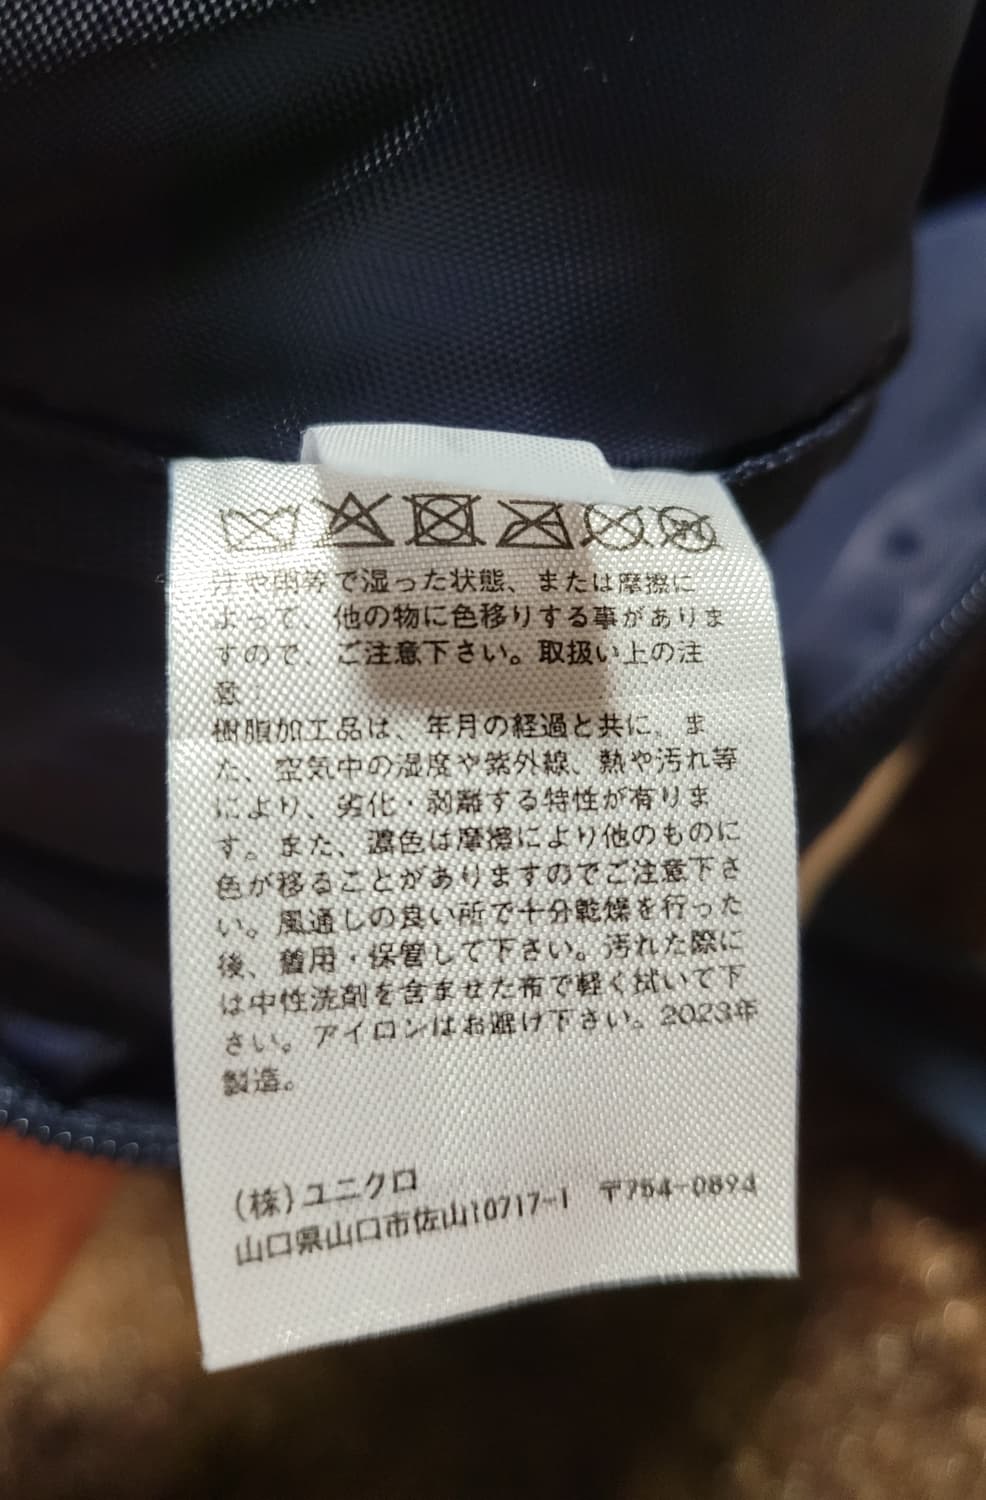 汗や雨等で湿った状態、または摩擦に
よって、他の物に色移りする事がありま
すので、ご注意下さい。取扱い上の注
意：
樹脂加工品は、年月の経過と共に、ま
た、空気中の湿度や紫外線、熱や汚れ等
により、劣化・剥離する特性が有りま
す。また、濃色は摩擦により他のものに
色が移ることがありますのでご注意下さ
い。風通しの良い所で十分乾燥を行った
後、着用・保管して下さい。汚れた際に
は中性洗剤を含ませた布で軽く拭いて下
さい。アイロンはお避け下さい。2023年
製造。
(株)ユニクロ
山口県山口市佐山10717-1 〒754-0894